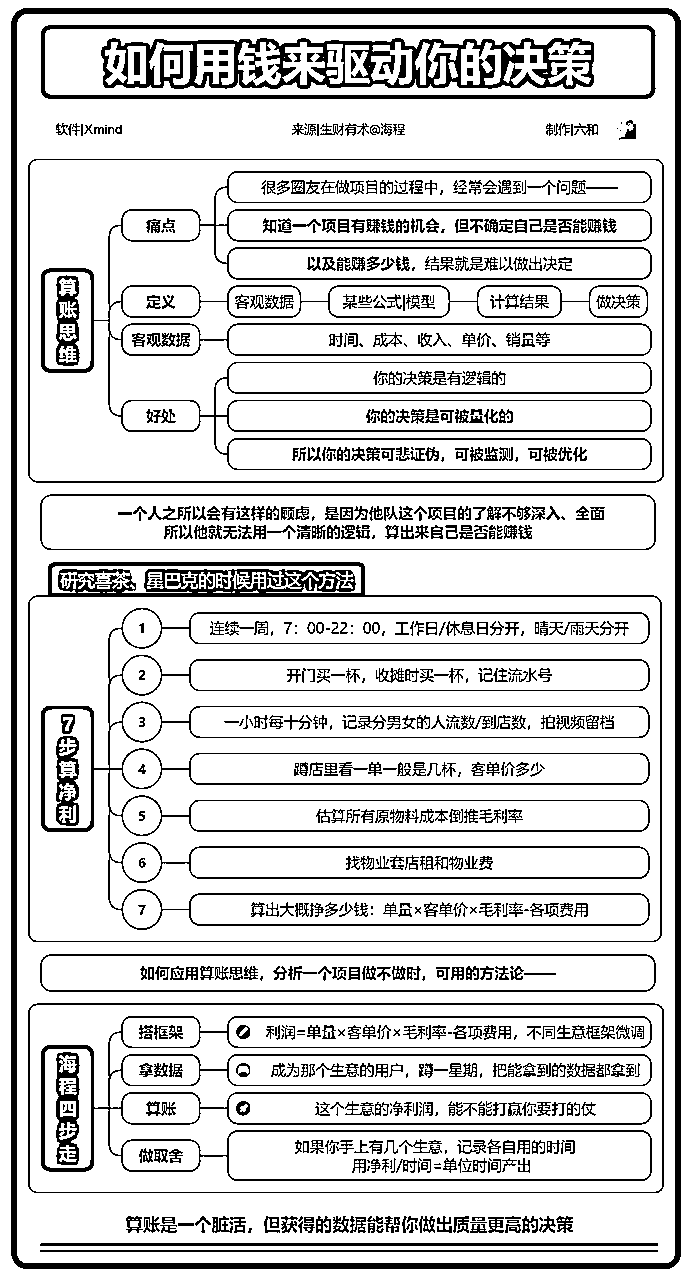 如何用钱来驱动你的决策
软件|Xmind
来源|生财有术@海程
制作|六和
算账思维
痛点
很多圈友在做项目的过程中，经常会遇到一个问题——
知道一个项目有赚钱的机会，但不确定自己是否能赚钱
以及能赚多少钱，结果就是难以做出决定
定义
客观数据
某些公式|模型
计算结果
做决策
客观数据
时间、成本、收入、单价、销量等
好处
你的决策是有逻辑的
你的决策是可被量化的
所以你的决策可悲证伪，可被监测，可被优化
一个人之所以会有这样的顾虑，是因为他队这个项目的了解不够深入、全面
所以他就无法用一个清晰的逻辑，算出来自己是否能赚钱
研究喜茶、星巴克的时候用过这个方法
7步算净利
1
连续一周，7：00-22：00，工作日/休息日分开，晴天/雨天分开
2
开门买一杯，收摊时买一杯，记住流水号
3
一小时每十分钟，记录分男女的人流数/到店数，拍视频留档
4
蹲店里看一单一般是几杯，客单价多少
5
估算所有原物料成本倒推毛利率
6
找物业套店租和物业费
7
算出大概挣多少钱：单量×客单价×毛利率-各项费用
如何应用算账思维，分析一个项目做不做时，可用的方法论——
海程四步走
搭框架
利润=单量×客单价×毛利率-各项费用，不同生意框架微调
拿数据
成为那个生意的用户，蹲一星期，把能拿到的数据都拿到
算账
这个生意的净利润，能不能打赢你要打的仗
做取舍
如果你手上有几个生意，记录各自用的时间
用净利/时间=单位时间产出
算账是一个脏活，但获得的数据能帮你做出质量更高的决策